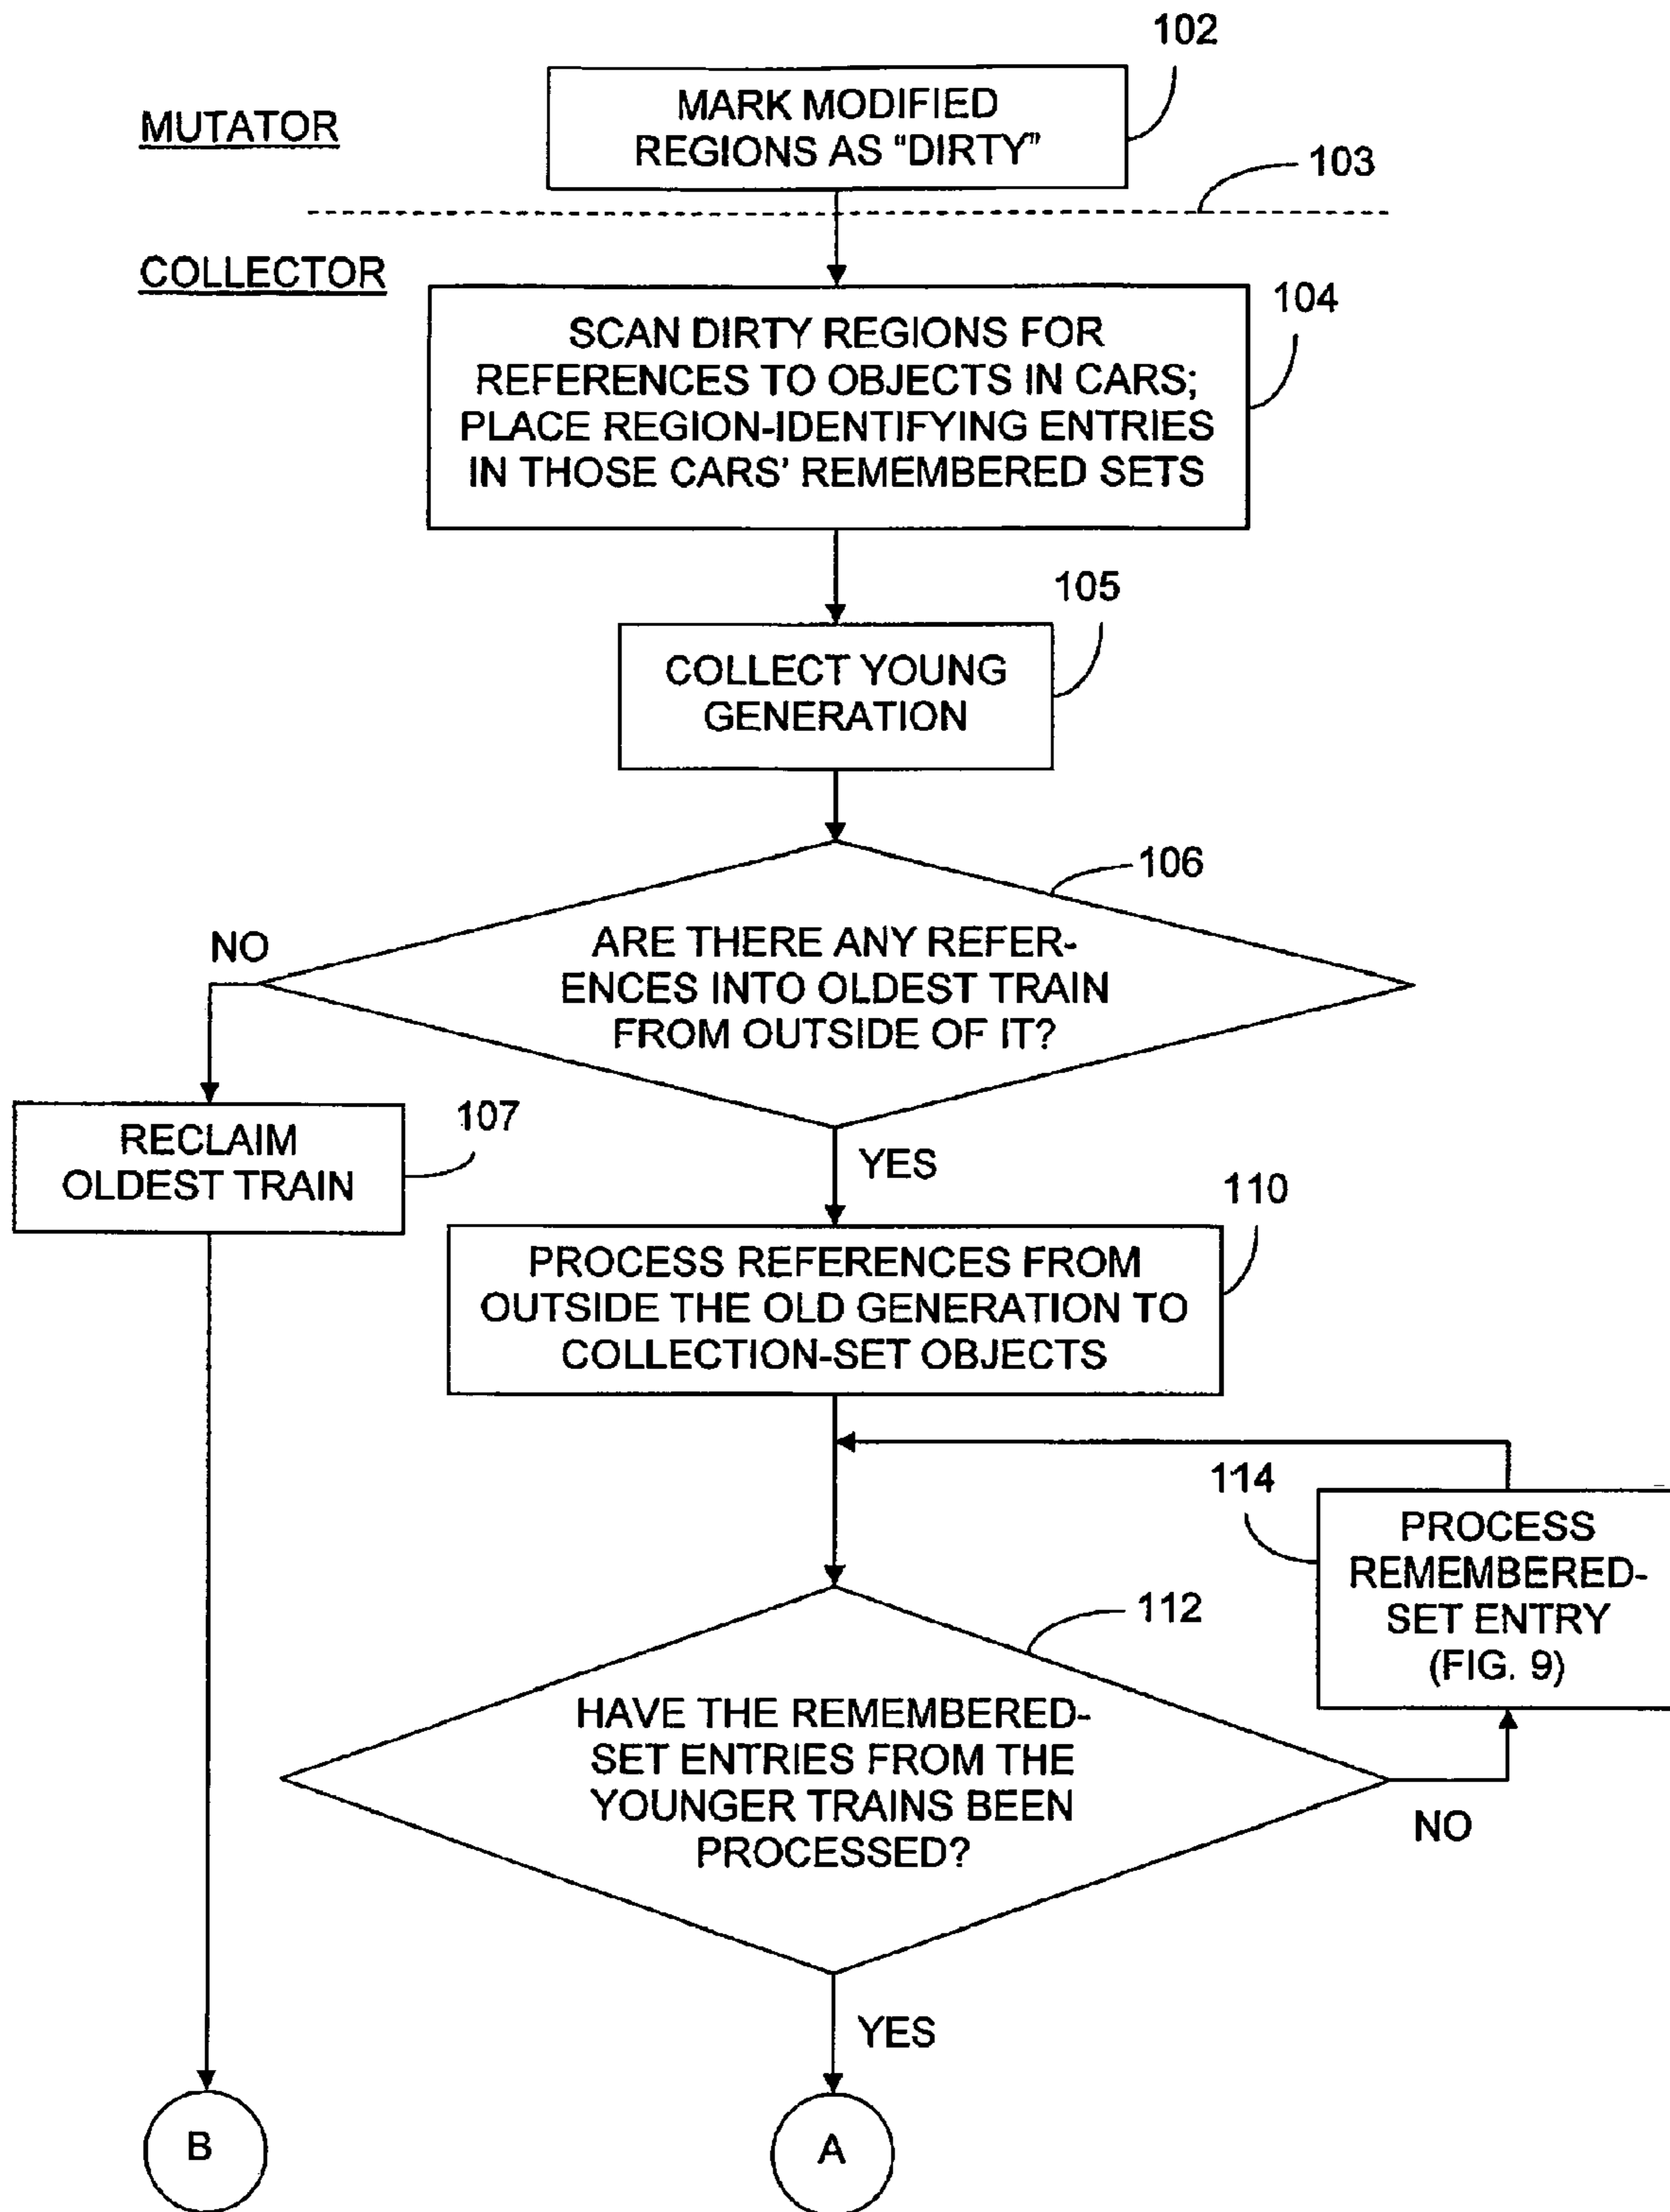 102
MUTATOR
MARK MODIFIED
REGIONS AS "DIRTY"
103
COLLECTOR
104
SCAN DIRTY REGIONS FOR
REFERENCES TO OBJECTS IN CARS;
PLACE REGION-IDENTIFYING ENTRIES
IN THOSE CARS' REMEMBERED SETS
105
COLLECT YOUNG
GENERATION
106
NO
ARE THERE ANY REFER-
ENCES INTO OLDEST TRAIN
FROM OUTSIDE OF IT?
107
RECLAIM
OLDEST TRAIN
YES
110
PROCESS REFERENCES FROM
OUTSIDE THE OLD GENERATION TO
COLLECTION-SET OBJECTS
114
PROCESS
REMEMBERED-
SET ENTRY
(FIG. 9)
112
HAVE THE REMEMBERED-
SET ENTRIES FROM THE
YOUNGER TRAINS BEEN
PROCESSED?
NO
YES
B
A